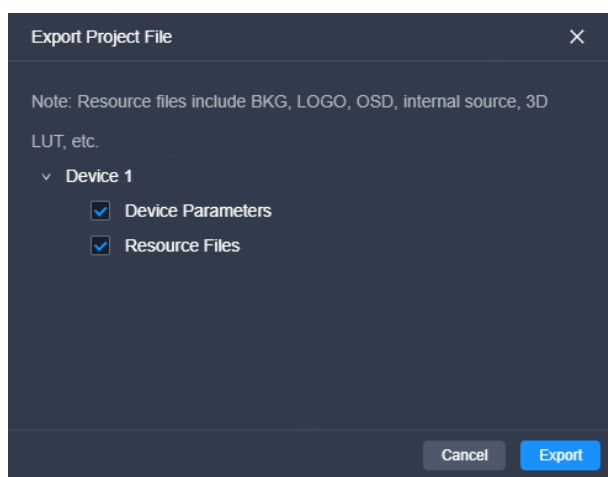 Export Project File
Note: Resource files include BKG, LOGO, OSD, internal source, 3D
LUT, etc.
Device 1
Device Parameters
Resource Files
Cancel Export